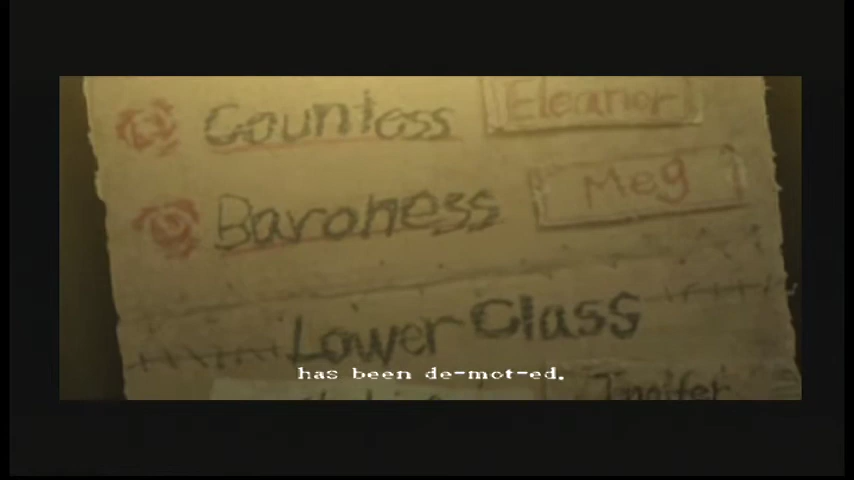 Countess Eleanor
Baroness Meg
Lower Class
has been de-mot-ed.